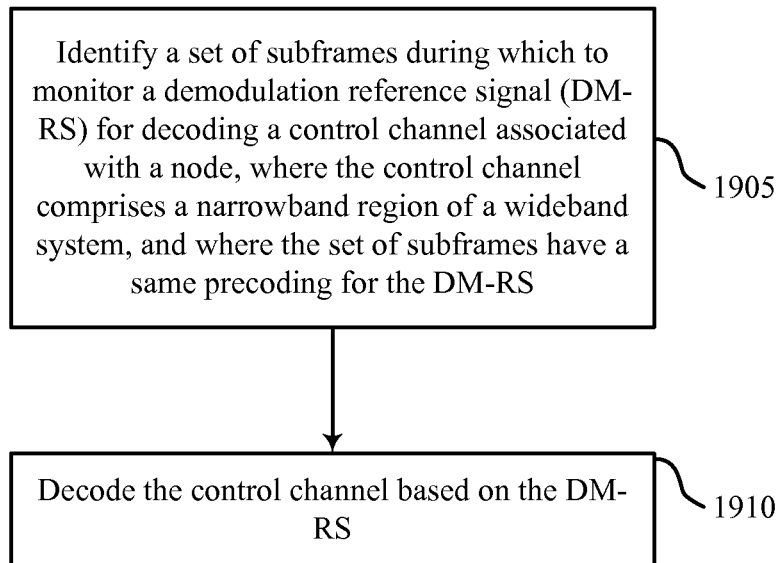 Identify a set of subframes during which to
monitor a demodulation reference signal (DM-
RS) for decoding a control channel associated
with a node, where the control channel
comprises a narrowband region of a wideband
system, and where the set of subframes have a
same precoding for the DM-RS
1905
Decode the control channel based on the DM-
RS
1910